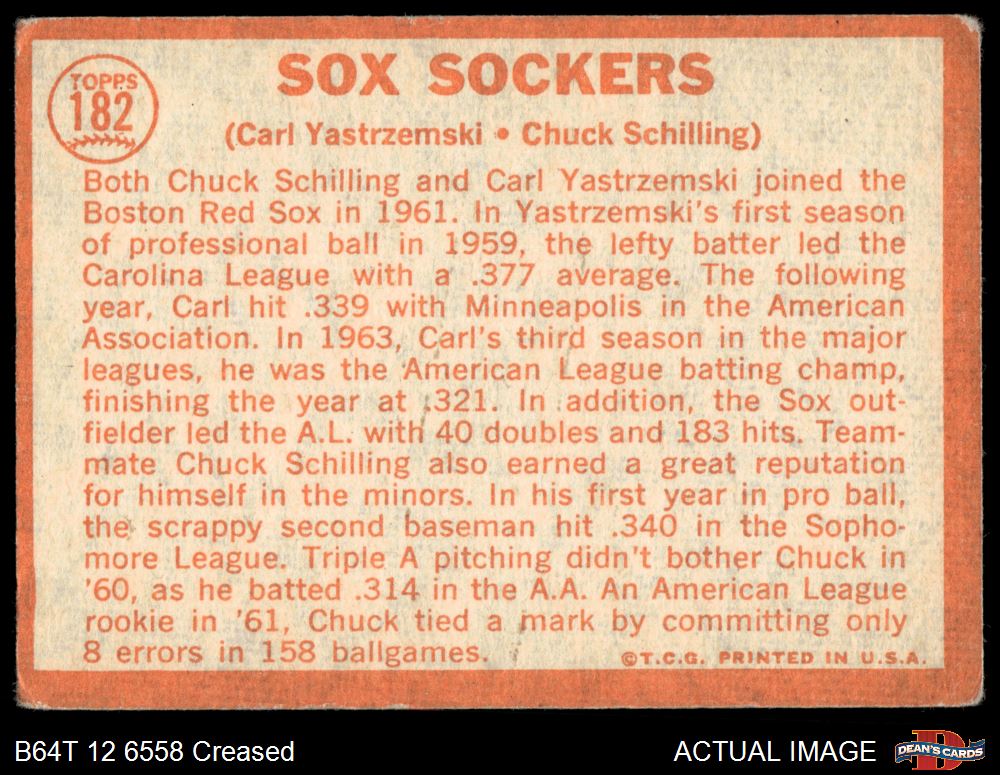 TOPPS
182
SOX SOCKERS
(Carl Yastrzemski • Chuck Schilling)
Both Chuck Schilling and Carl Yastrzemski joined the
Boston Red Sox in 1961. In Yastrzemski's first season
of professional ball in 1959, the lefty batter led the
Carolina League with a .377 average. The following
year, Carl hit .339 with Minneapolis in the American
Association. In 1963, Carl's third season in the major
leagues, he was the American League batting champ,
finishing the year at .321. In addition, the Sox out-
fielder led the A.L. with 40 doubles and 183 hits. Team-
mate Chuck Schilling also earned a great reputation
for himself in the minors. In his first year in pro ball,
the scrappy second baseman hit .340 in the Sopho-
more League. Triple A pitching didn't bother Chuck in
'60, as he batted .314 in the A.A. An American League
rookie in '61, Chuck tied a mark by committing only
8 errors in 158 ballgames.
©T.C.G. PRINTED IN U.S.A.
B64T 12 6558 Creased
ACTUAL IMAGE
D
DEAN'S CARDS